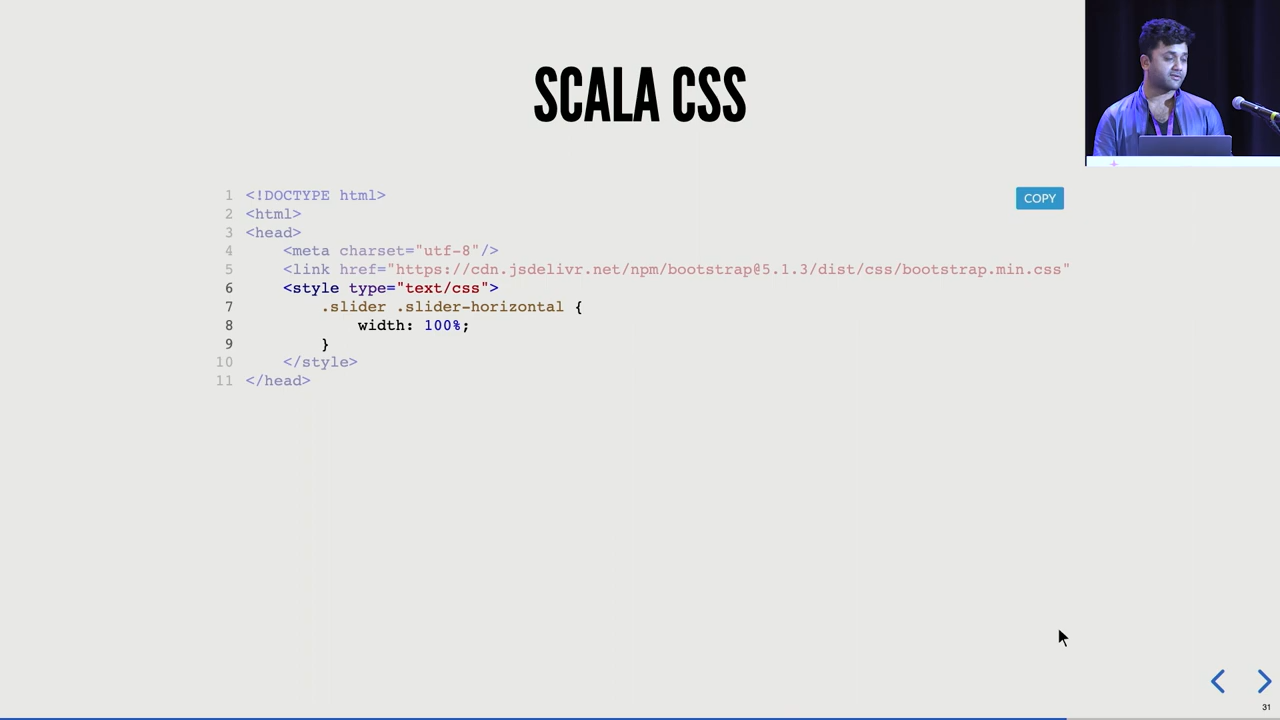 SCALA CSS
COPY
1 <!DOCTYPE html>
2 <html>
3 <head>
4     <meta charset="utf-8"/>
5     <link href="https://cdn.jsdelivr.net/npm/bootstrap@5.1.3/dist/css/bootstrap.min.css"
6     <style type="text/css">
7         .slider .slider-horizontal {
8             width: 100%;
9         }
10     </style>
11 </head>
31